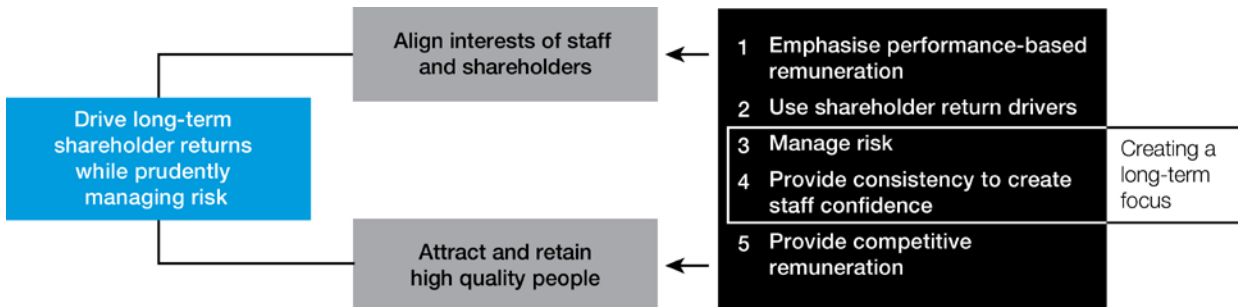 Drive long-term
shareholder returns
while prudently
managing risk
Align interests of staff
and shareholders
Attract and retain
high quality people
1 Emphasise performance-based
remuneration
2 Use shareholder return drivers
3 Manage risk
4 Provide consistency to create
staff confidence
5 Provide competitive
remuneration
Creating a
long-term
focus